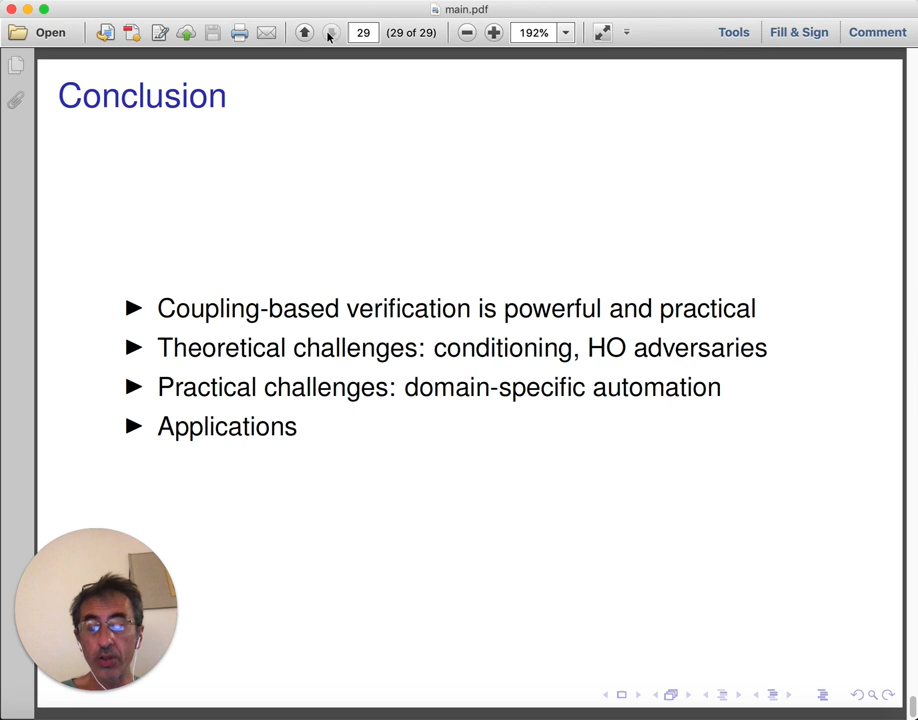 main.pdf
Open
29
(29 of 29)
192%
Tools
Fill & Sign
Comment
Conclusion
Coupling-based verification is powerful and practical
Theoretical challenges: conditioning, HO adversaries
Practical challenges: domain-specific automation
Applications